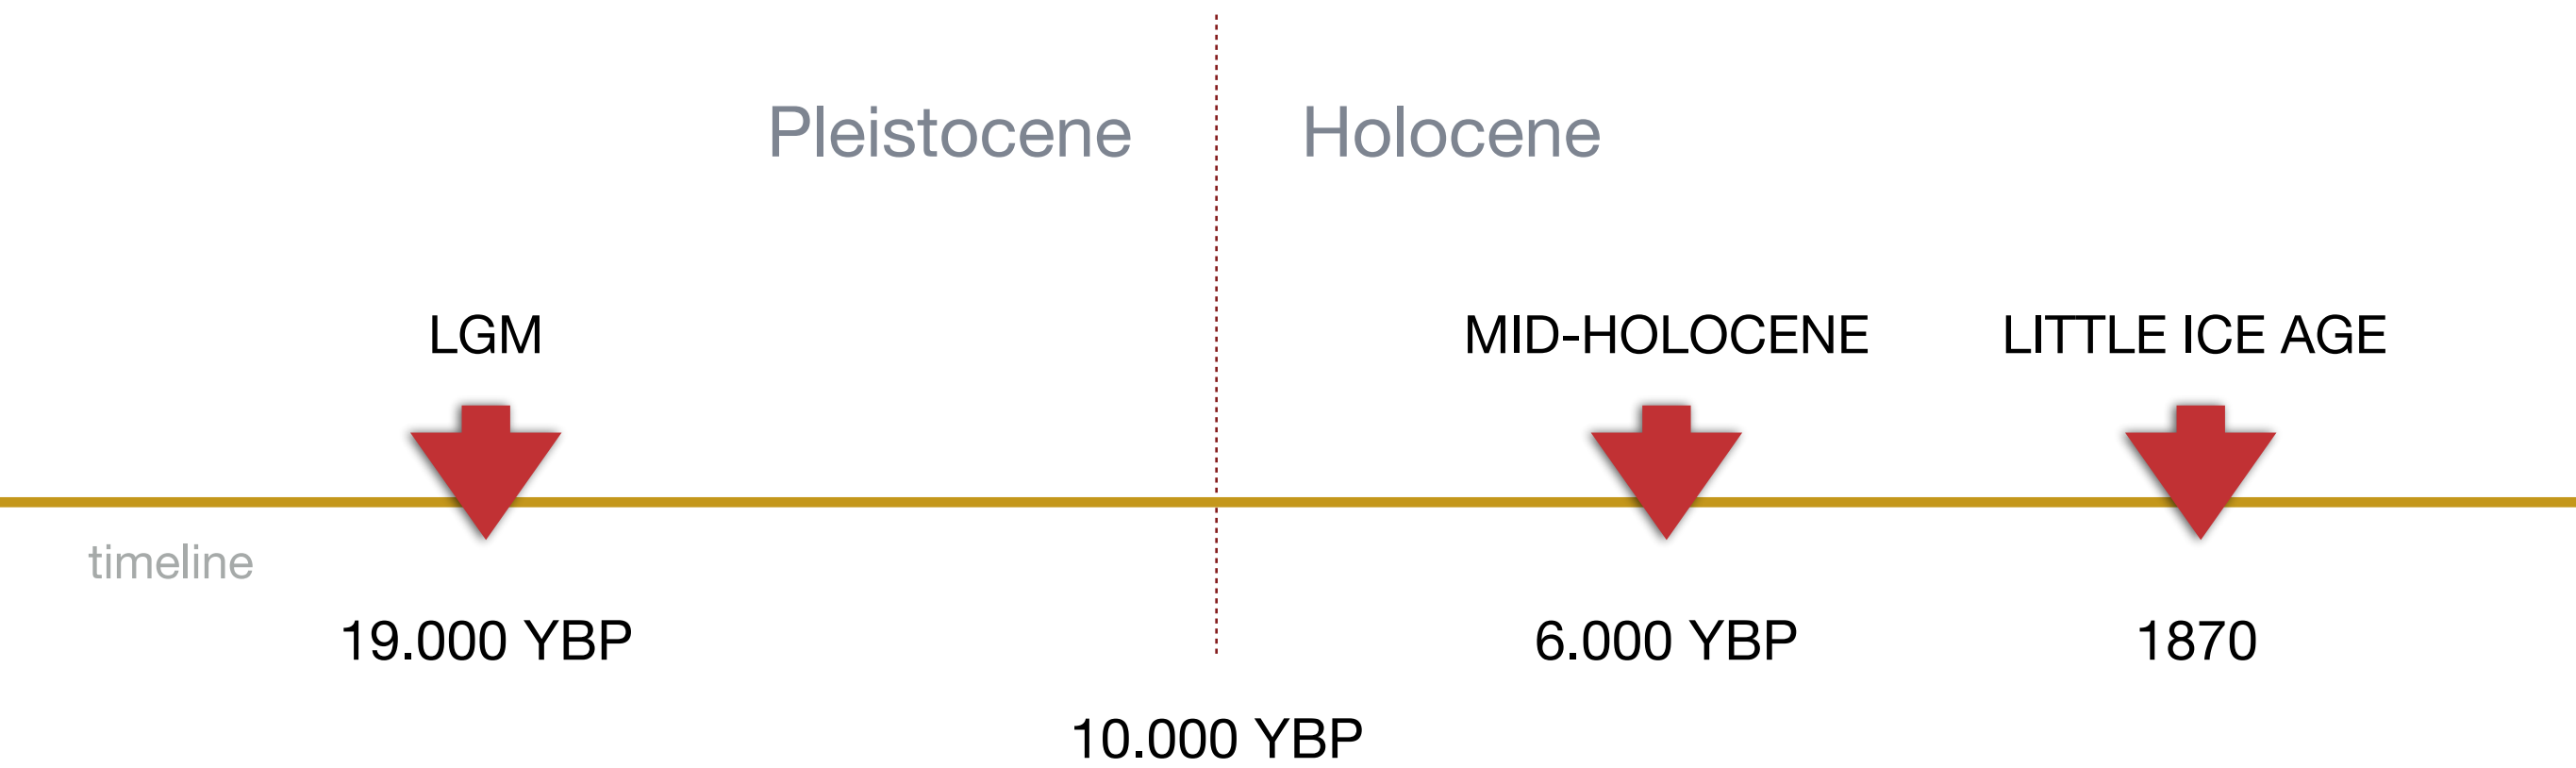 Pleistocene Holocene
LGM MID-HOLOCENE LITTLE ICE AGE
timeline
19.000 YBP 6.000 YBP 1870
10.000 YBP